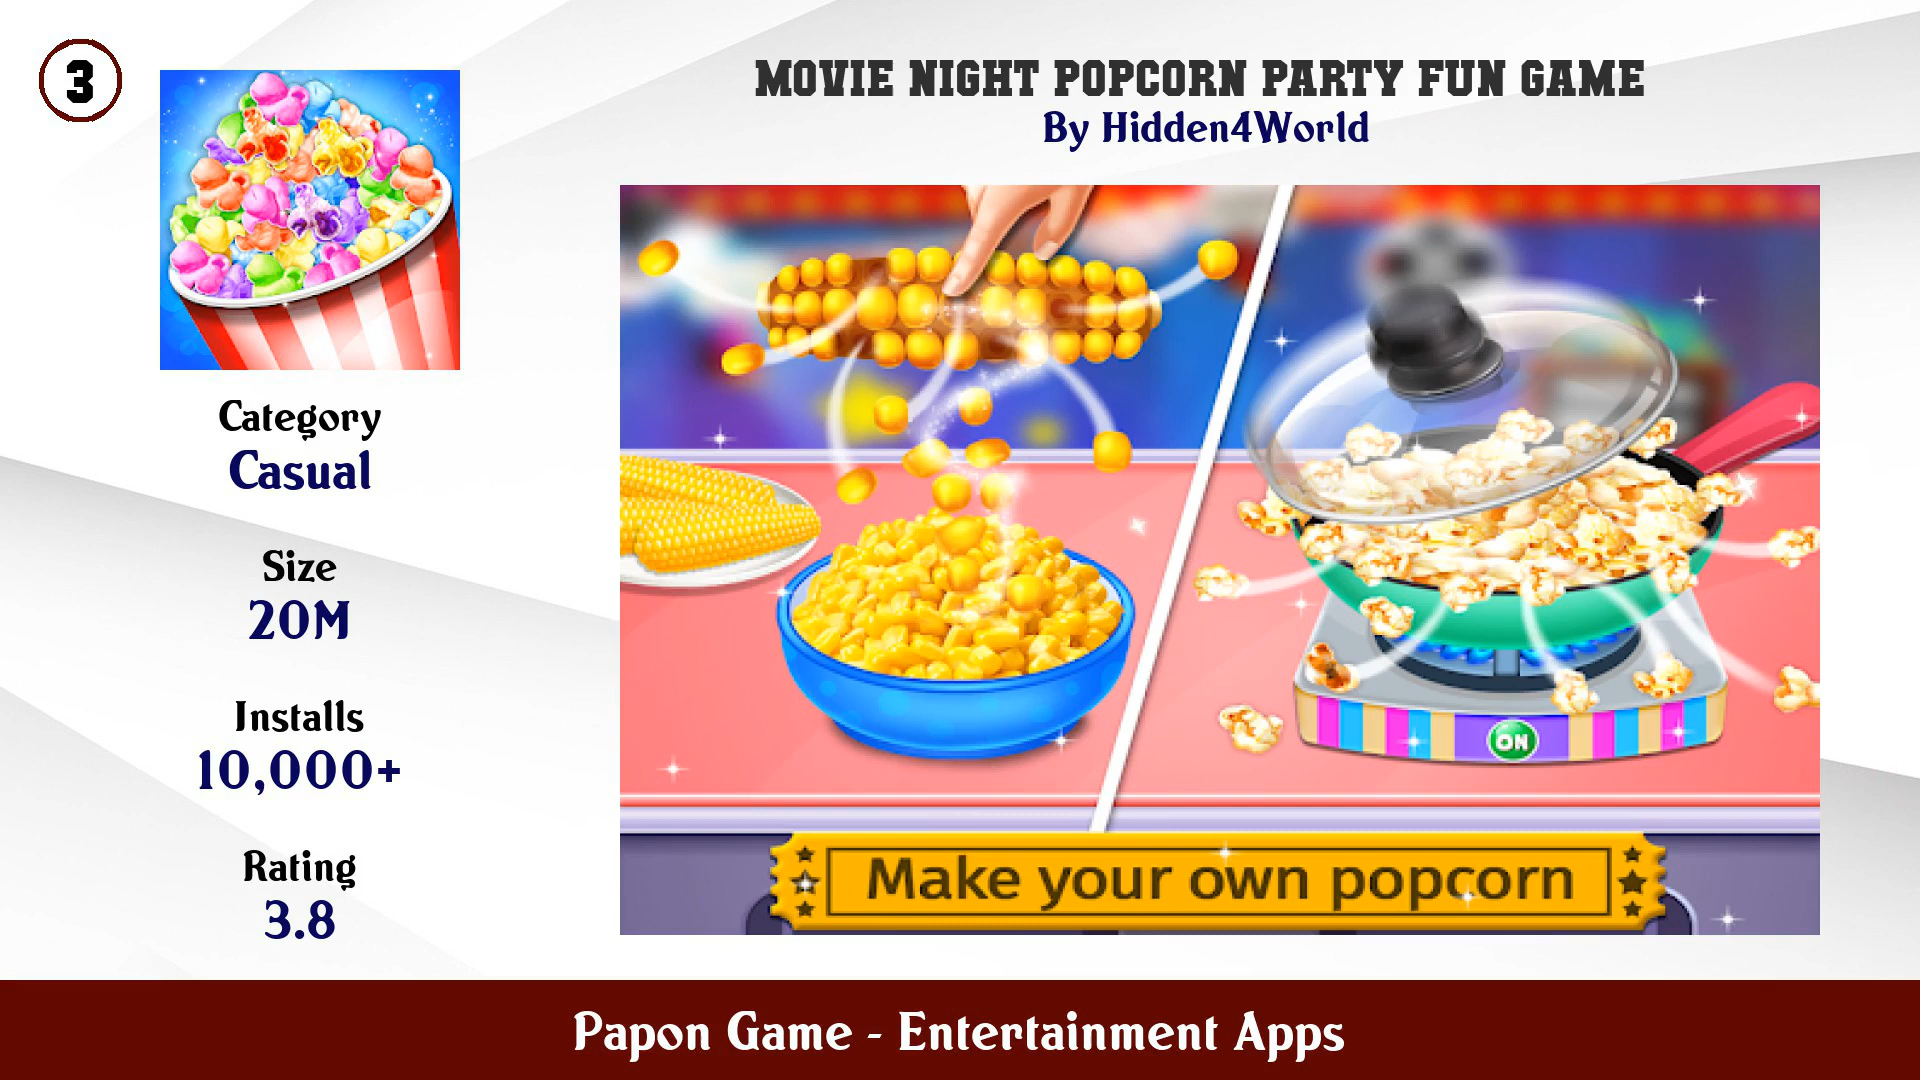 3
MOVIE NIGHT POPCORN PARTY FUN GAME
By Hidden4World
Category
Casual
Size
20M
Installs
10,000+
Rating
3.8
ON
Make your own popcorn
Papon Game - Entertainment Apps